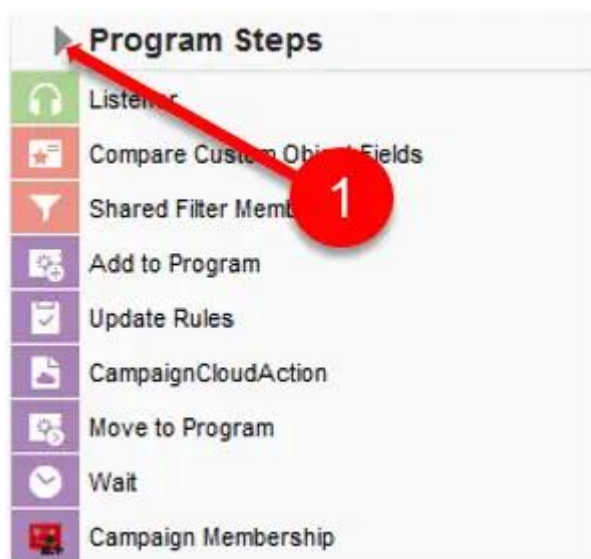 Program Steps
Listener
Compare Custom Object Fields
Shared Filter
1
Add to Program
Update Rules
CampaignCloudAction
Move to Program
Wait
Campaign Membership